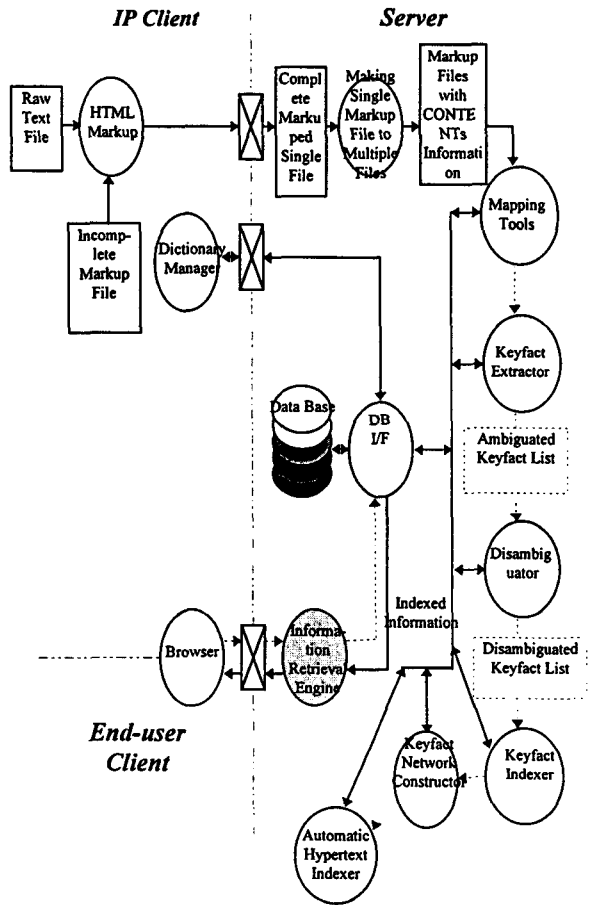 IP Client
Server
Raw
Text
File
HTML
Markup
Comple
te
Marku
ped
Single
File
Making
Single
Markup
File to
Multiple
Files
Markup
Files
with
CONTE
NTs
Informati
on
Mapping
Tools
Incomp-
lete
Markup
File
Dictionary
Manager
Keyfact
Extractor
Data Base
DB
I/F
Ambiguated
Keyfact List
Disambig
uator
Indexed
Information
Browser
Informa-
tion
Retrieval
Engine
Disambiguated
Keyfact List
End-user
Client
Keyfact
Network
Constructor
Keyfact
Indexer
Automatic
Hypertext
Indexer